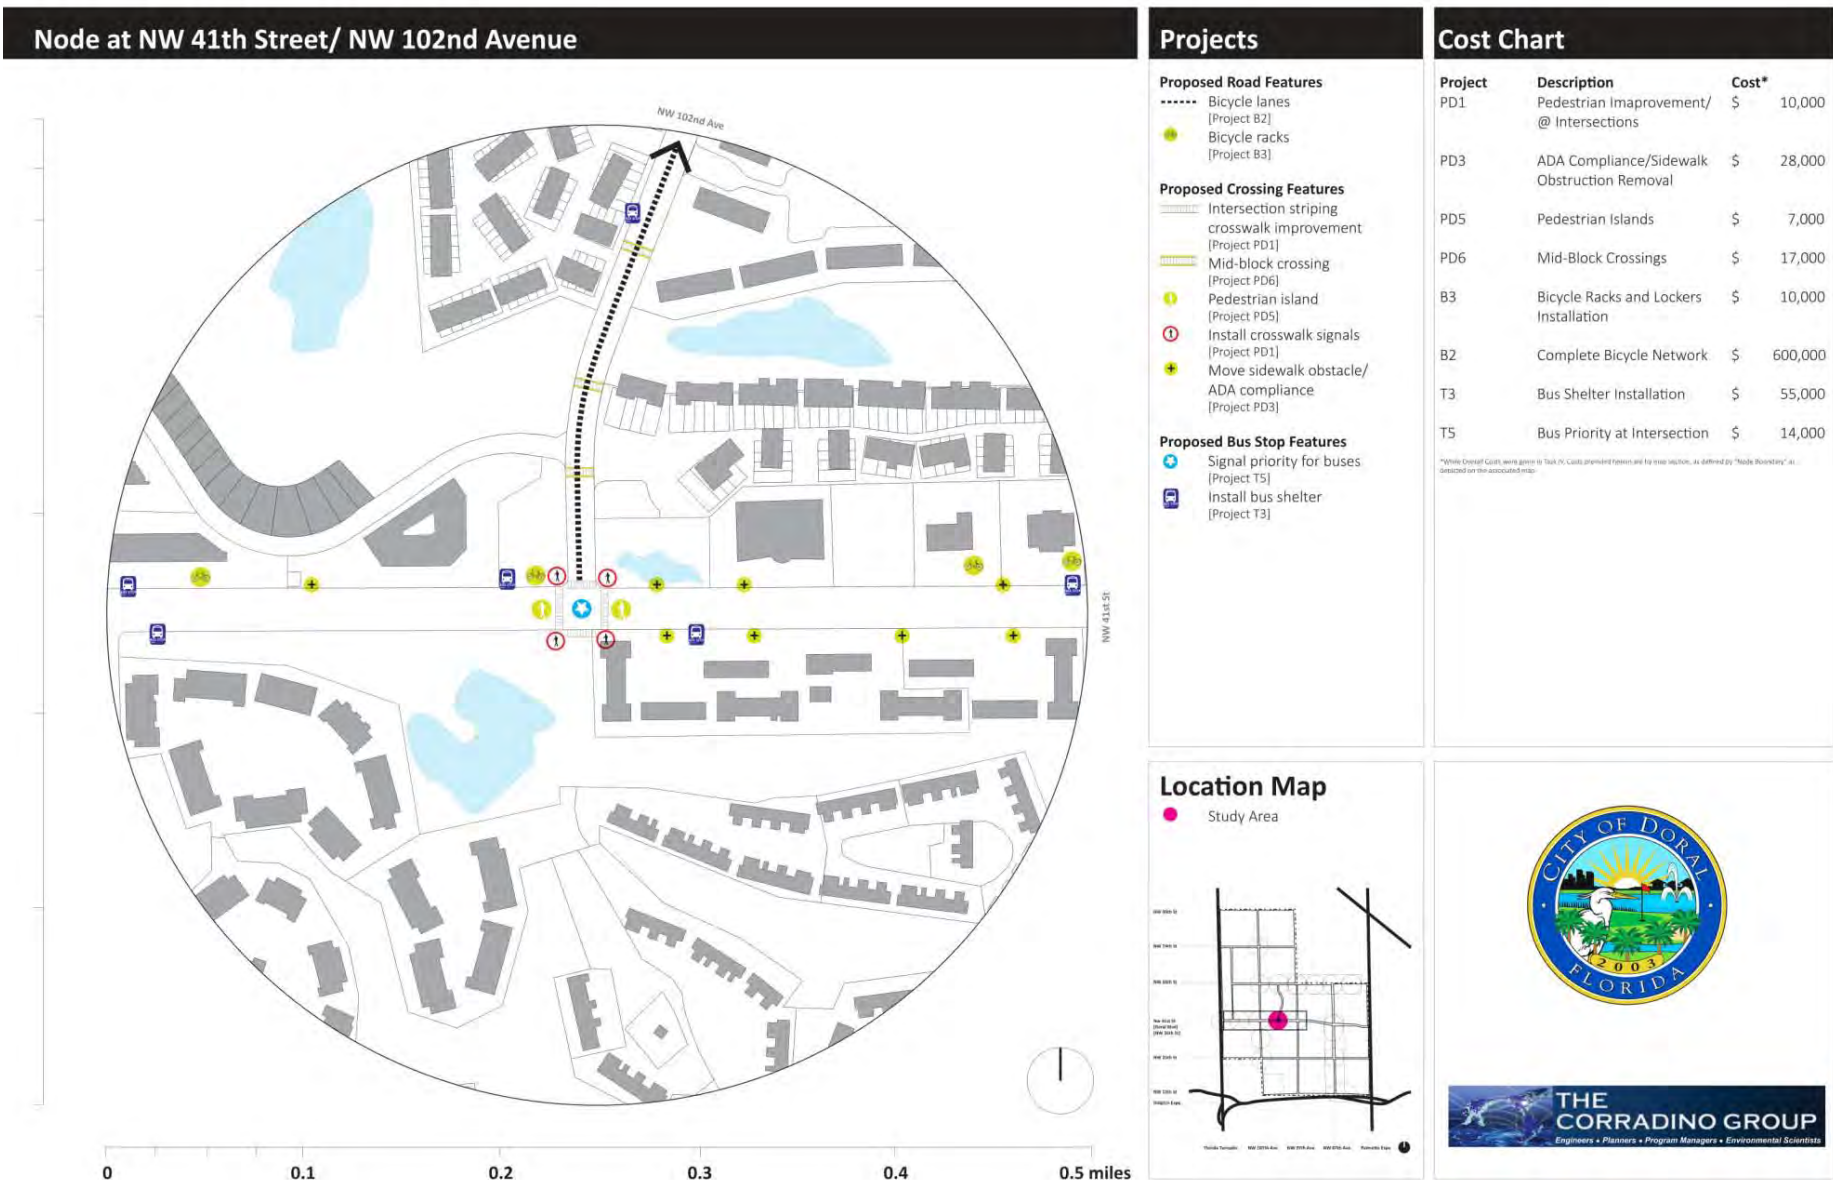 Node at NW 41th Street/ NW 102nd Avenue
NW 102nd Ave
NW 41st St
0
0.1
0.2
0.3
0.4
0.5 miles
Projects
Proposed Road Features
Bicycle lanes
[Project B2]
Bicycle racks
[Project B3]
Proposed Crossing Features
Intersection striping
crosswalk improvement
[Project PD1]
Mid-block crossing
[Project PD6]
Pedestrian island
[Project PD5]
Install crosswalk signals
[Project PD1]
Move sidewalk obstacle/
ADA compliance
[Project PD3]
Proposed Bus Stop Features
Signal priority for buses
[Project T5]
Install bus shelter
[Project T3]
Cost Chart
Project Description Cost*
PD1 Pedestrian Imaprovement/ $ 10,000
@ Intersections
PD3 ADA Compliance/Sidewalk $ 28,000
Obstruction Removal
PD5 Pedestrian Islands $ 7,000
PD6 Mid-Block Crossings $ 17,000
B3 Bicycle Racks and Lockers $ 10,000
Installation
B2 Complete Bicycle Network $ 600,000
T3 Bus Shelter Installation $ 55,000
T5 Bus Priority at Intersection $ 14,000
Location Map
Study Area
CITY OF DORAL
2003
FLORIDA
THE
CORRADINO GROUP
Engineers • Planners • Program Managers • Environmental Scientists